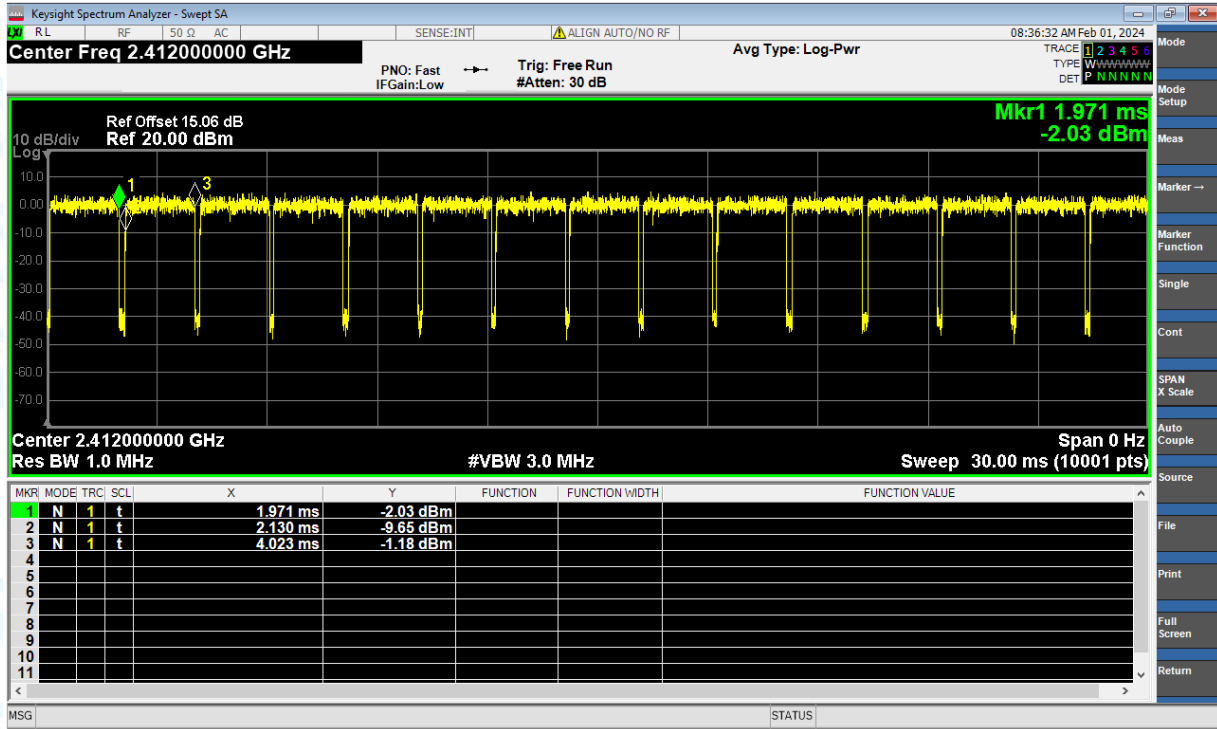 Keysight Spectrum Analyzer - Swept SA
LXI RL RF 50 Ω AC SENSE:INT ALIGN AUTO/NO RF 08:36:32 AM Feb 01, 2024
Center Freq 2.412000000 GHz
PNO: Fast
IFGain:Low
Trig: Free Run
#Atten: 30 dB
Avg Type: Log-Pwr
TRACE 1 2 3 4 5 6
TYPE WWWWWWW
DET P N N N N N
Ref Offset 15.06 dB
10 dB/div Ref 20.00 dBm
Log
Mkr1 1.971 ms
-2.03 dBm
1
3
10.0
0.00
-10.0
-20.0
-30.0
-40.0
-50.0
-60.0
-70.0
Center 2.412000000 GHz Span 0 Hz
Res BW 1.0 MHz #VBW 3.0 MHz Sweep 30.00 ms (10001 pts)
MKR MODE TRC SCL X Y FUNCTION FUNCTION WIDTH FUNCTION VALUE
1 N 1 t 1.971 ms -2.03 dBm
2 N 1 t 2.130 ms -9.65 dBm
3 N 1 t 4.023 ms -1.18 dBm
4
5
6
7
8
9
10
11
MSG STATUS
Mode
Mode
Setup
Meas
Marker→
Marker
Function
Single
Cont
SPAN
X Scale
Auto
Couple
Source
File
Print
Full
Screen
Return